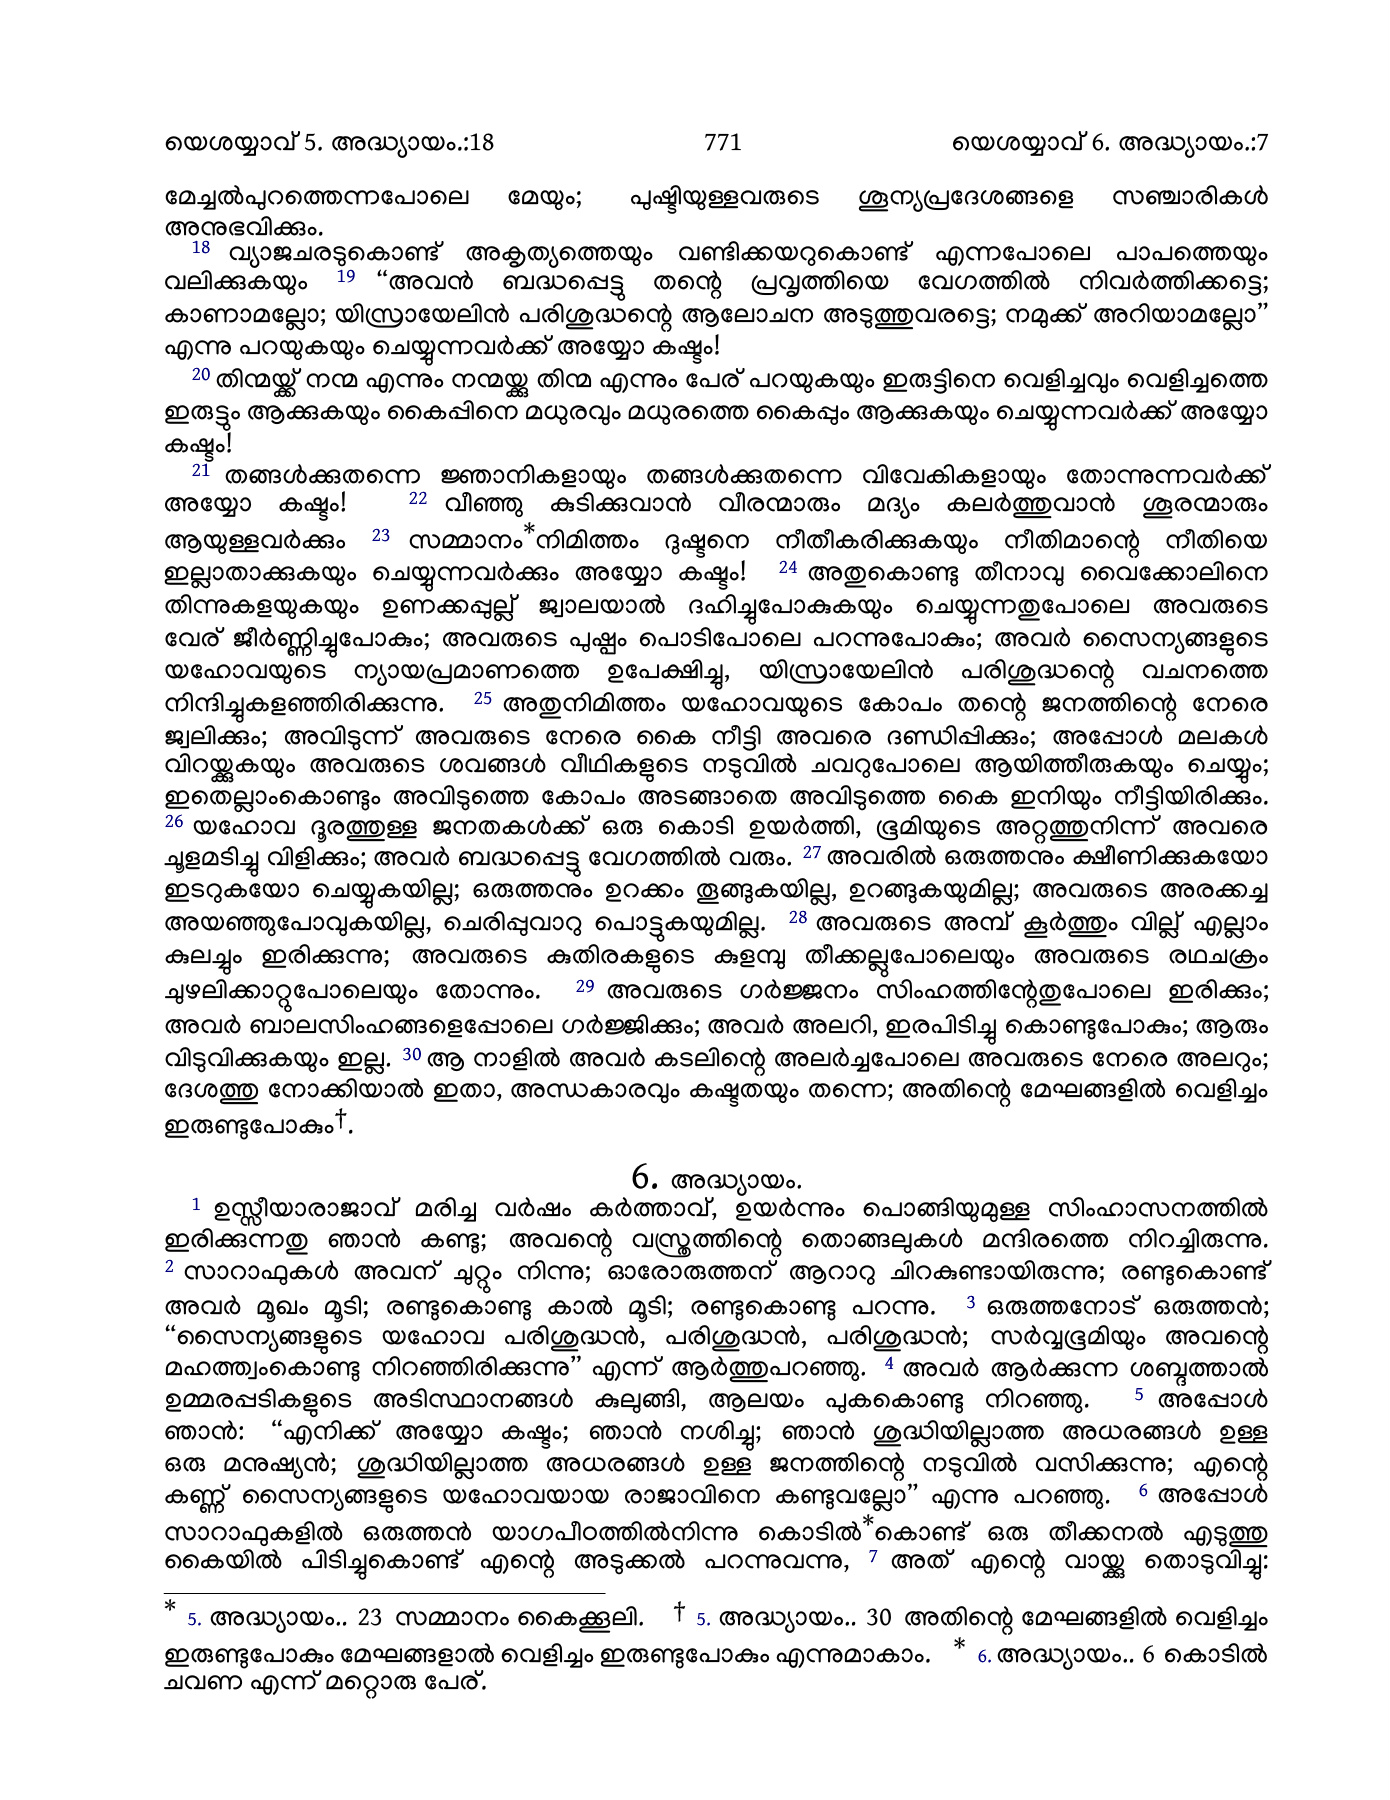 യെശയ്യാവ് 5. അദ്ധ്യായം.:18 771 യെശയ്യാവ് 6. അദ്ധ്യായം.:7
മേച്ചൽപുറത്തെന്നപോലെ മേയും; പുഷ്ടിയുള്ളവരുടെ ശൂന്യപ്രദേശങ്ങളെ സഞ്ചാരികൾ
അനുഭവിക്കും.
18 വ്യാജചരടുകൊണ്ട് അകൃത്യത്തെയും വണ്ടിക്കയറുകൊണ്ട് എന്നപോലെ പാപത്തെയും
വലിക്കുകയും 19 “അവൻ ബദ്ധപ്പെട്ടു തന്റെ പ്രവൃത്തിയെ വേഗത്തിൽ നിവർത്തിക്കട്ടെ;
കാണാമല്ലോ; യിസ്രായേലിൻ പരിശുദ്ധന്റെ ആലോചന അടുത്തുവരട്ടെ; നമുക്ക് അറിയാമല്ലോ”
എന്നു പറയുകയും ചെയ്യുന്നവർക്ക് അയ്യോ കഷ്ടം!
20 തിന്മയ്ക്ക് നന്മ എന്നും നന്മയ്ക്കു തിന്മ എന്നും പേര് പറയുകയും ഇരുട്ടിനെ വെളിച്ചവും വെളിച്ചത്തെ
ഇരുട്ടും ആക്കുകയും കൈപ്പിനെ മധുരവും മധുരത്തെ കൈപ്പും ആക്കുകയും ചെയ്യുന്നവർക്ക് അയ്യോ
കഷ്ടം!
21 തങ്ങൾക്കുതന്നെ ജ്ഞാനികളായും തങ്ങൾക്കുതന്നെ വിവേകികളായും തോന്നുന്നവർക്ക്
അയ്യോ കഷ്ടം! 22 വീഞ്ഞു കുടിക്കുവാൻ വീരന്മാരും മദ്യം കലർത്തുവാൻ ശൂരന്മാരും
ആയുള്ളവർക്കും 23 സമ്മാനം*നിമിത്തം ദുഷ്ടനെ നീതീകരിക്കുകയും നീതിമാന്റെ നീതിയെ
ഇല്ലാതാക്കുകയും ചെയ്യുന്നവർക്കും അയ്യോ കഷ്ടം! 24 അതുകൊണ്ടു തീനാവു വൈക്കോലിനെ
തിന്നുകളയുകയും ഉണക്കപ്പുല്ല് ജ്വാലയാൽ ദഹിച്ചുപോകുകയും ചെയ്യുന്നതുപോലെ അവരുടെ
വേര് ജീർണ്ണിച്ചുപോകും; അവരുടെ പുഷ്പം പൊടിപോലെ പറന്നുപോകും; അവർ സൈന്യങ്ങളുടെ
യഹോവയുടെ ന്യായപ്രമാണത്തെ ഉപേക്ഷിച്ചു, യിസ്രായേലിൻ പരിശുദ്ധന്റെ വചനത്തെ
നിന്ദിച്ചുകളഞ്ഞിരിക്കുന്നു. 25 അതുനിമിത്തം യഹോവയുടെ കോപം തന്റെ ജനത്തിന്റെ നേരെ
ജ്വലിക്കും; അവിടുന്ന് അവരുടെ നേരെ കൈ നീട്ടി അവരെ ദണ്ഡിപ്പിക്കും; അപ്പോൾ മലകൾ
വിറയ്ക്കുകയും അവരുടെ ശവങ്ങൾ വീഥികളുടെ നടുവിൽ ചവറുപോലെ ആയിത്തീരുകയും ചെയ്യും;
ഇതെല്ലാംകൊണ്ടും അവിടുത്തെ കോപം അടങ്ങാതെ അവിടുത്തെ കൈ ഇനിയും നീട്ടിയിരിക്കും.
26 യഹോവ ദൂരത്തുള്ള ജനതകൾക്ക് ഒരു കൊടി ഉയർത്തി, ഭൂമിയുടെ അറ്റത്തുനിന്ന് അവരെ
ചൂളമടിച്ചു വിളിക്കും; അവർ ബദ്ധപ്പെട്ടു വേഗത്തിൽ വരും. 27 അവരിൽ ഒരുത്തനും ക്ഷീണിക്കുകയോ
ഇടറുകയോ ചെയ്യുകയില്ല; ഒരുത്തനും ഉറക്കം തൂങ്ങുകയില്ല, ഉറങ്ങുകയുമില്ല; അവരുടെ അരക്കച്ച
അയഞ്ഞുപോവുകയില്ല, ചെരിപ്പുവാറു പൊട്ടുകയുമില്ല. 28 അവരുടെ അമ്പ് കൂർത്തും വില്ല് എല്ലാം
കുലച്ചും ഇരിക്കുന്നു; അവരുടെ കുതിരകളുടെ കുളമ്പു തീക്കല്ലുപോലെയും അവരുടെ രഥചക്രം
ചുഴലിക്കാറ്റുപോലെയും തോന്നും. 29 അവരുടെ ഗർജ്ജനം സിംഹത്തിന്റേതുപോലെ ഇരിക്കും;
അവർ ബാലസിംഹങ്ങളെപ്പോലെ ഗർജ്ജിക്കും; അവർ അലറി, ഇരപിടിച്ചു കൊണ്ടുപോകും; ആരും
വിടുവിക്കുകയും ഇല്ല. 30 ആ നാളിൽ അവർ കടലിന്റെ അലർച്ചപോലെ അവരുടെ നേരെ അലറും;
ദേശത്തു നോക്കിയാൽ ഇതാ, അന്ധകാരവും കഷ്ടതയും തന്നെ; അതിന്റെ മേഘങ്ങളിൽ വെളിച്ചം
ഇരുണ്ടുപോകും†.
6. അദ്ധ്യായം.
1 ഉസ്സീയാരാജാവ് മരിച്ച വർഷം കർത്താവ്, ഉയർന്നും പൊങ്ങിയുമുള്ള സിംഹാസനത്തിൽ
ഇരിക്കുന്നതു ഞാൻ കണ്ടു; അവന്റെ വസ്ത്രത്തിന്റെ തൊങ്ങലുകൾ മന്ദിരത്തെ നിറച്ചിരുന്നു.
2 സാറാഫുകൾ അവന് ചുറ്റും നിന്നു; ഓരോരുത്തന് ആറാറു ചിറകുണ്ടായിരുന്നു; രണ്ടുകൊണ്ട്
അവർ മൂഖം മൂടി; രണ്ടുകൊണ്ടു കാൽ മൂടി; രണ്ടുകൊണ്ടു പറന്നു. 3 ഒരുത്തനോട് ഒരുത്തൻ;
“സൈന്യങ്ങളുടെ യഹോവ പരിശുദ്ധൻ, പരിശുദ്ധൻ, പരിശുദ്ധൻ; സർവ്വഭൂമിയും അവന്റെ
മഹത്ത്വംകൊണ്ടു നിറഞ്ഞിരിക്കുന്നു” എന്ന് ആർത്തുപറഞ്ഞു. 4 അവർ ആർക്കുന്ന ശബ്ദത്താൽ
ഉമ്മരപ്പടികളുടെ അടിസ്ഥാനങ്ങൾ കുലുങ്ങി, ആലയം പുകകൊണ്ടു നിറഞ്ഞു. 5 അപ്പോൾ
ഞാൻ: “എനിക്ക് അയ്യോ കഷ്ടം; ഞാൻ നശിച്ചു; ഞാൻ ശുദ്ധിയില്ലാത്ത അധരങ്ങൾ ഉള്ള
ഒരു മനുഷ്യൻ; ശുദ്ധിയില്ലാത്ത അധരങ്ങൾ ഉള്ള ജനത്തിന്റെ നടുവിൽ വസിക്കുന്നു; എന്റെ
കണ്ണ് സൈന്യങ്ങളുടെ യഹോവയായ രാജാവിനെ കണ്ടുവല്ലോ” എന്നു പറഞ്ഞു. 6 അപ്പോൾ
സാറാഫുകളിൽ ഒരുത്തൻ യാഗപീഠത്തിൽനിന്നു കൊടിൽ*കൊണ്ട് ഒരു തീക്കനൽ എടുത്തു
കൈയിൽ പിടിച്ചുകൊണ്ട് എന്റെ അടുക്കൽ പറന്നുവന്നു, 7 അത് എന്റെ വായ്ക്കു തൊടുവിച്ചു:
* 5. അദ്ധ്യായം.. 23 സമ്മാനം കൈക്കൂലി. † 5. അദ്ധ്യായം.. 30 അതിന്റെ മേഘങ്ങളിൽ വെളിച്ചം
ഇരുണ്ടുപോകും മേഘങ്ങളാൽ വെളിച്ചം ഇരുണ്ടുപോകും എന്നുമാകാം. * 6. അദ്ധ്യായം.. 6 കൊടിൽ
ചവണ എന്ന് മറ്റൊരു പേര്.